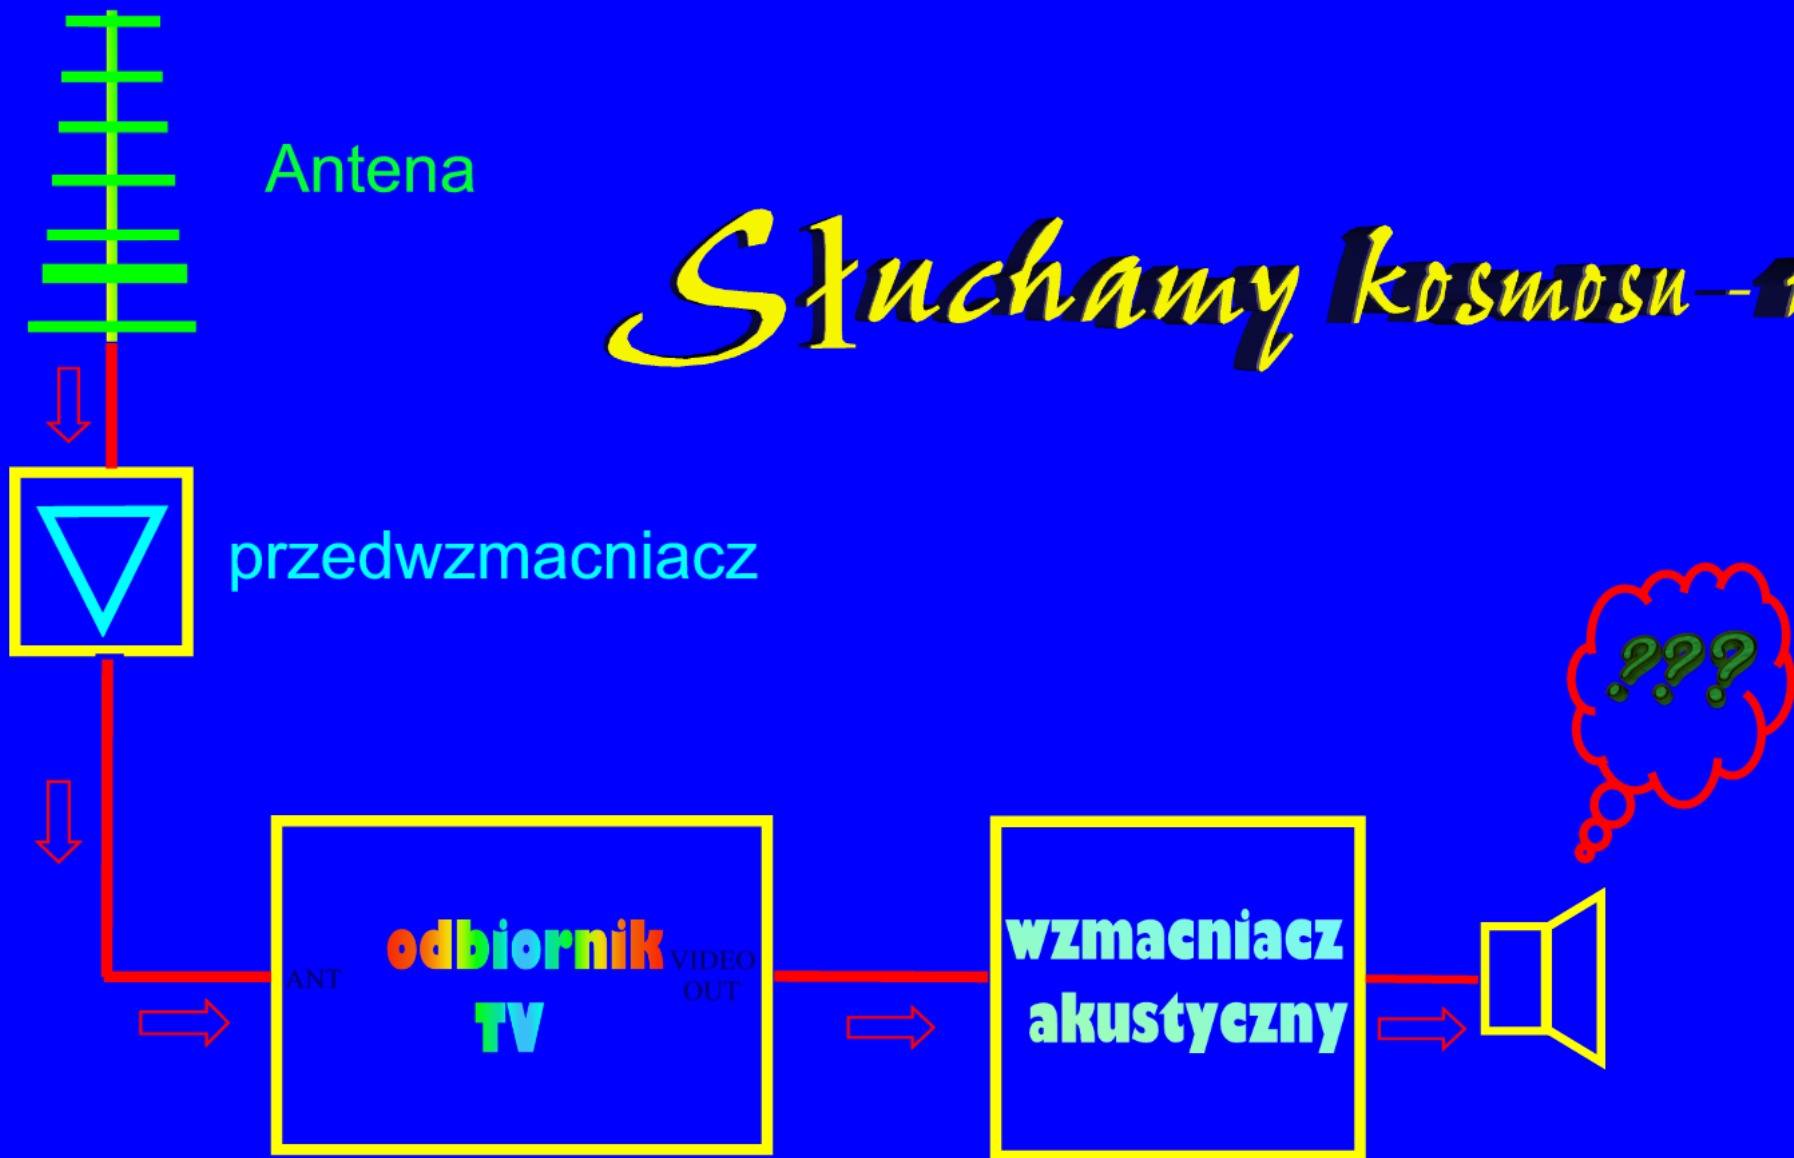 Antena
Słuchamy kosmosu--
przedwzmacniacz
???
odbiornik
TV
ANT
VIDEO
OUT
wzmacniacz
akustyczny